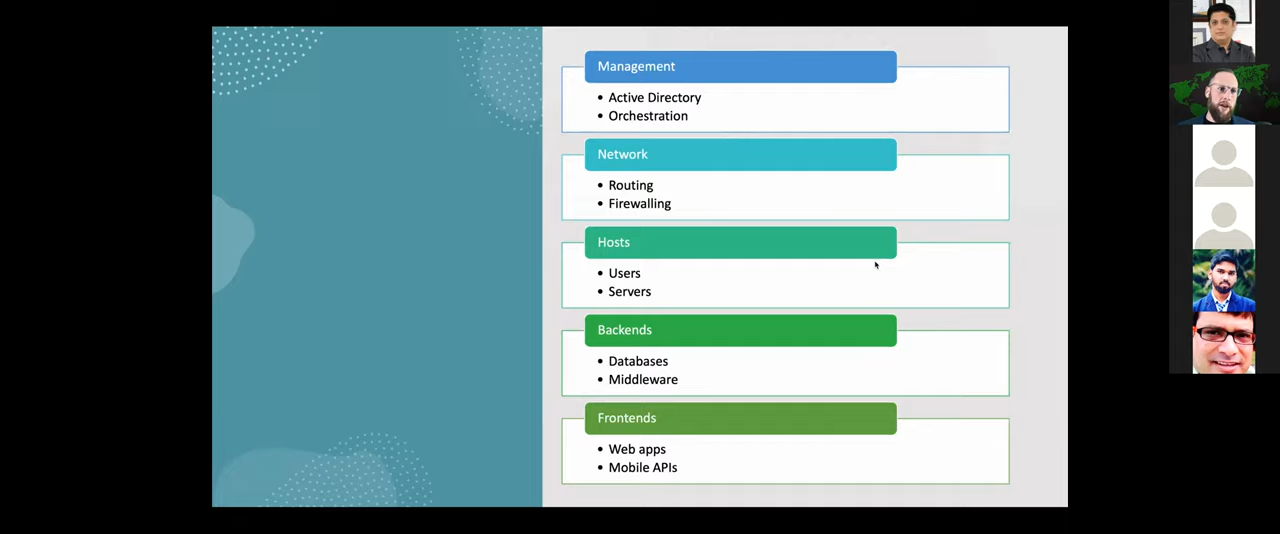 Management
• Active Directory
• Orchestration
Network
• Routing
• Firewalling
Hosts
• Users
• Servers
Backends
• Databases
• Middleware
Frontends
• Web apps
• Mobile APIs